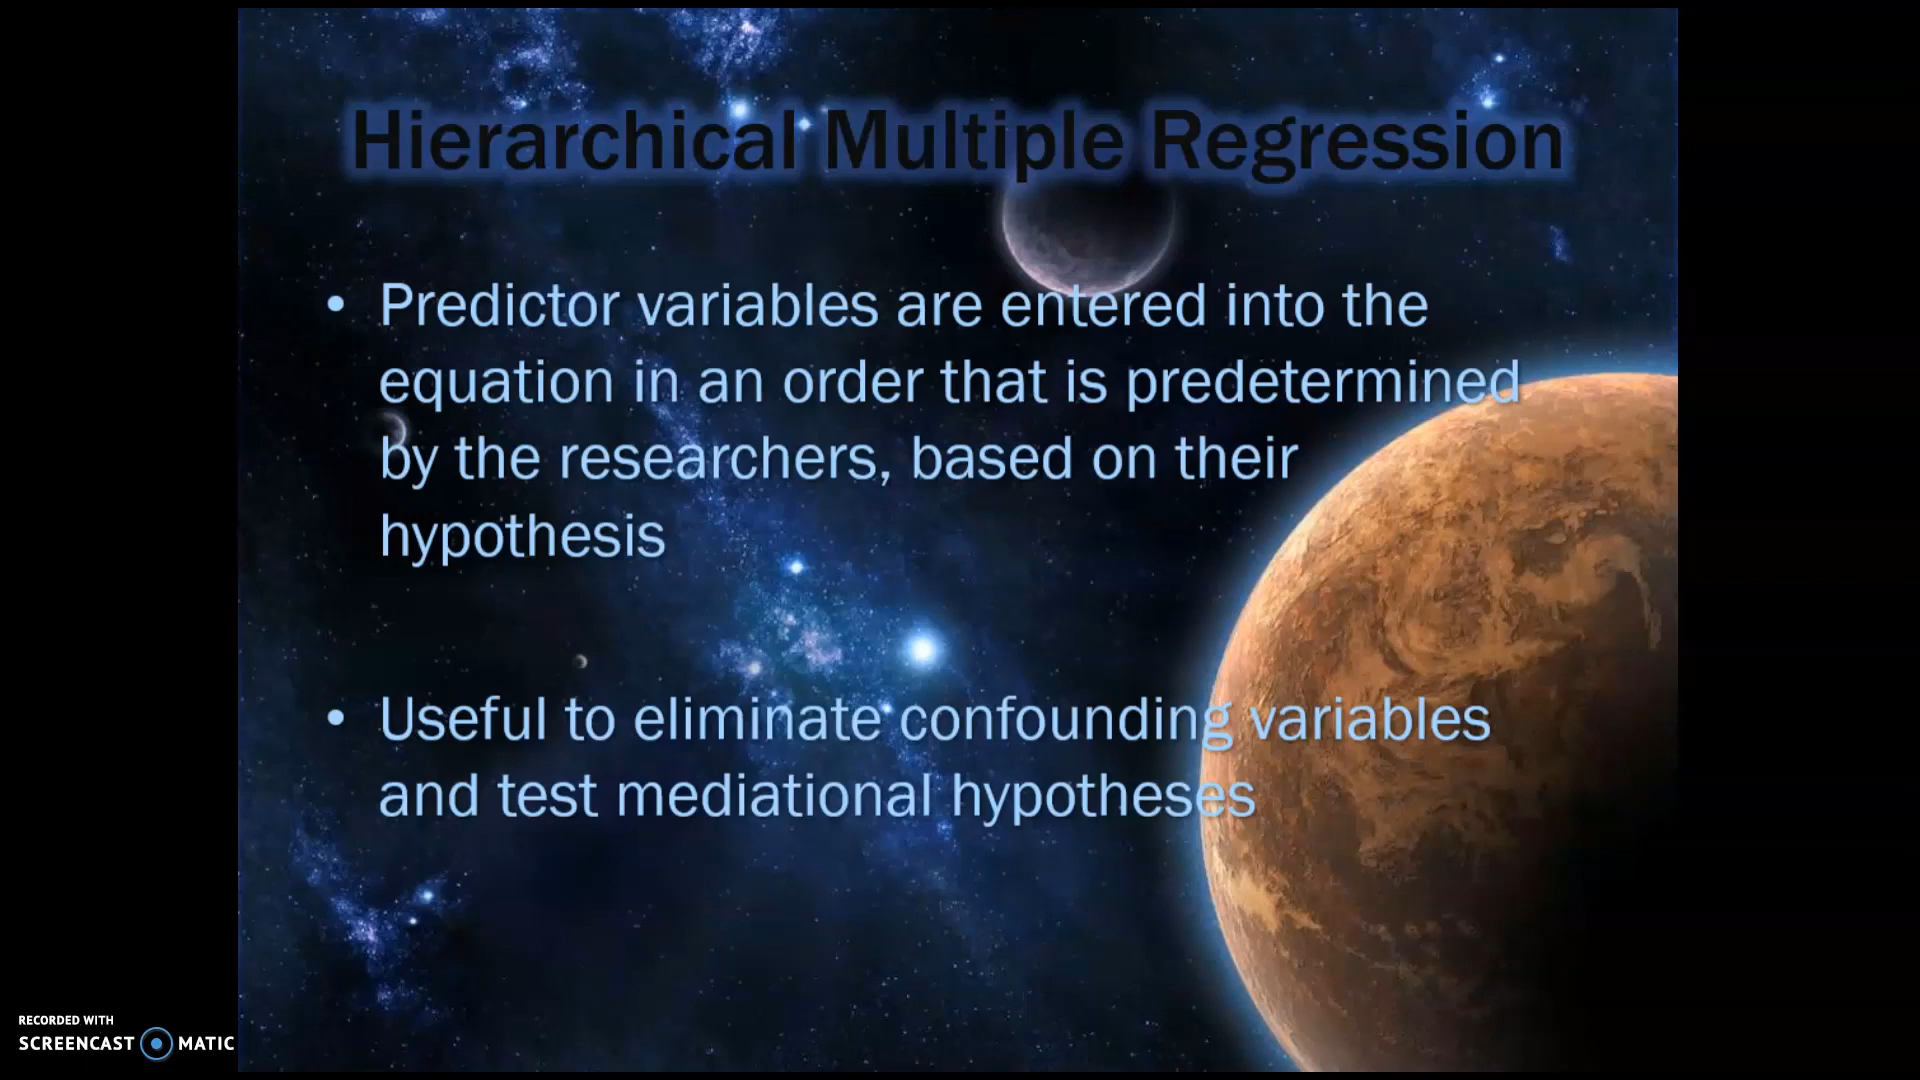 Hierarchical Multiple Regression
• Predictor variables are entered into the
equation in an order that is predetermined
by the researchers, based on their
hypothesis
• Useful to eliminate confounding variables
and test mediational hypotheses
RECORDED WITH
SCREENCAST MATIC